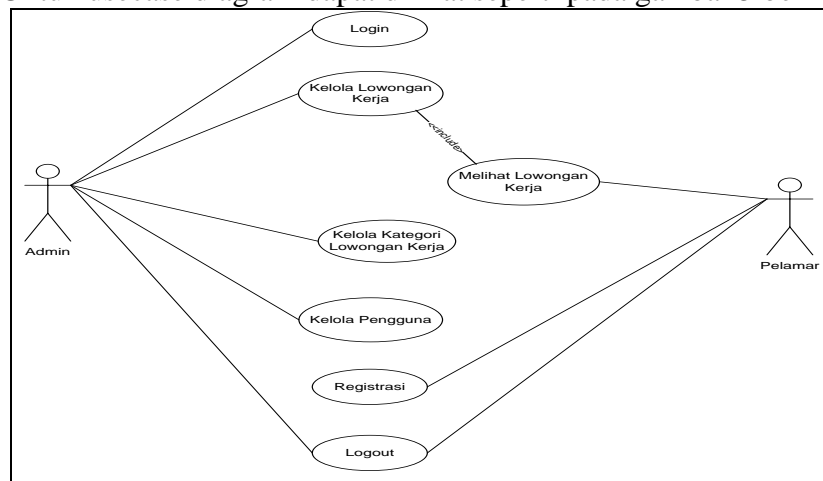 Login
Kelola Lowongan
Kerja
<<include>
Melihat Lowongan
Kerja
Admin
Kelola Kategori
Lowongan Kerja
Pelamar
Kelola Pengguna
Registrasi
Logout